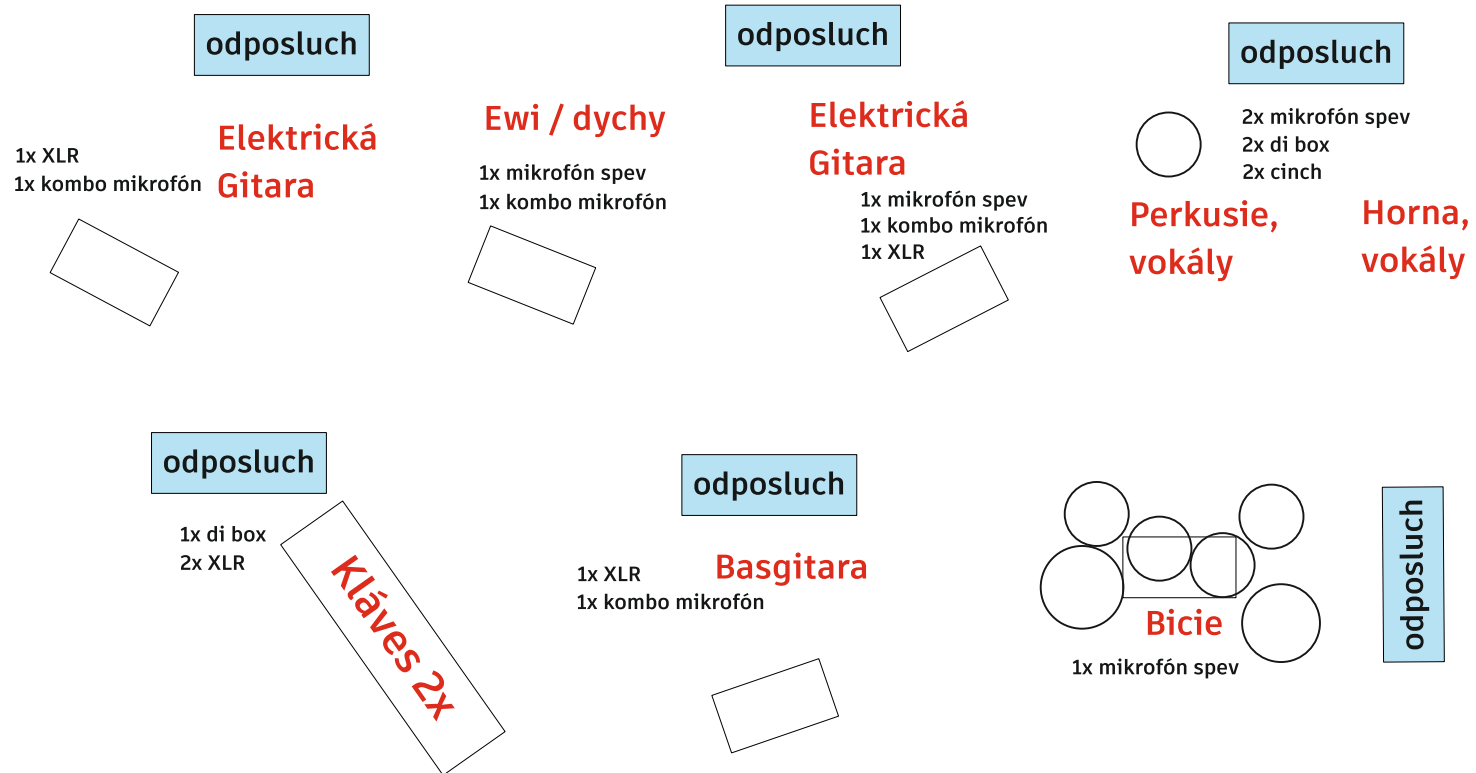 odposluch
odposluch
odposluch
Elektrická
Gitara
1x XLR
1x kombo mikrofón
Ewi / dychy
1x mikrofón spev
1x kombo mikrofón
Elektrická
Gitara
1x mikrofón spev
1x kombo mikrofón
1x XLR
2x mikrofón spev
2x di box
2x cinch
Perkusie,
vokály
Horna,
vokály
odposluch
1x di box
2x XLR
Kláves 2x
odposluch
Basgitara
1x XLR
1x kombo mikrofón
Bicie
1x mikrofón spev
odposluch